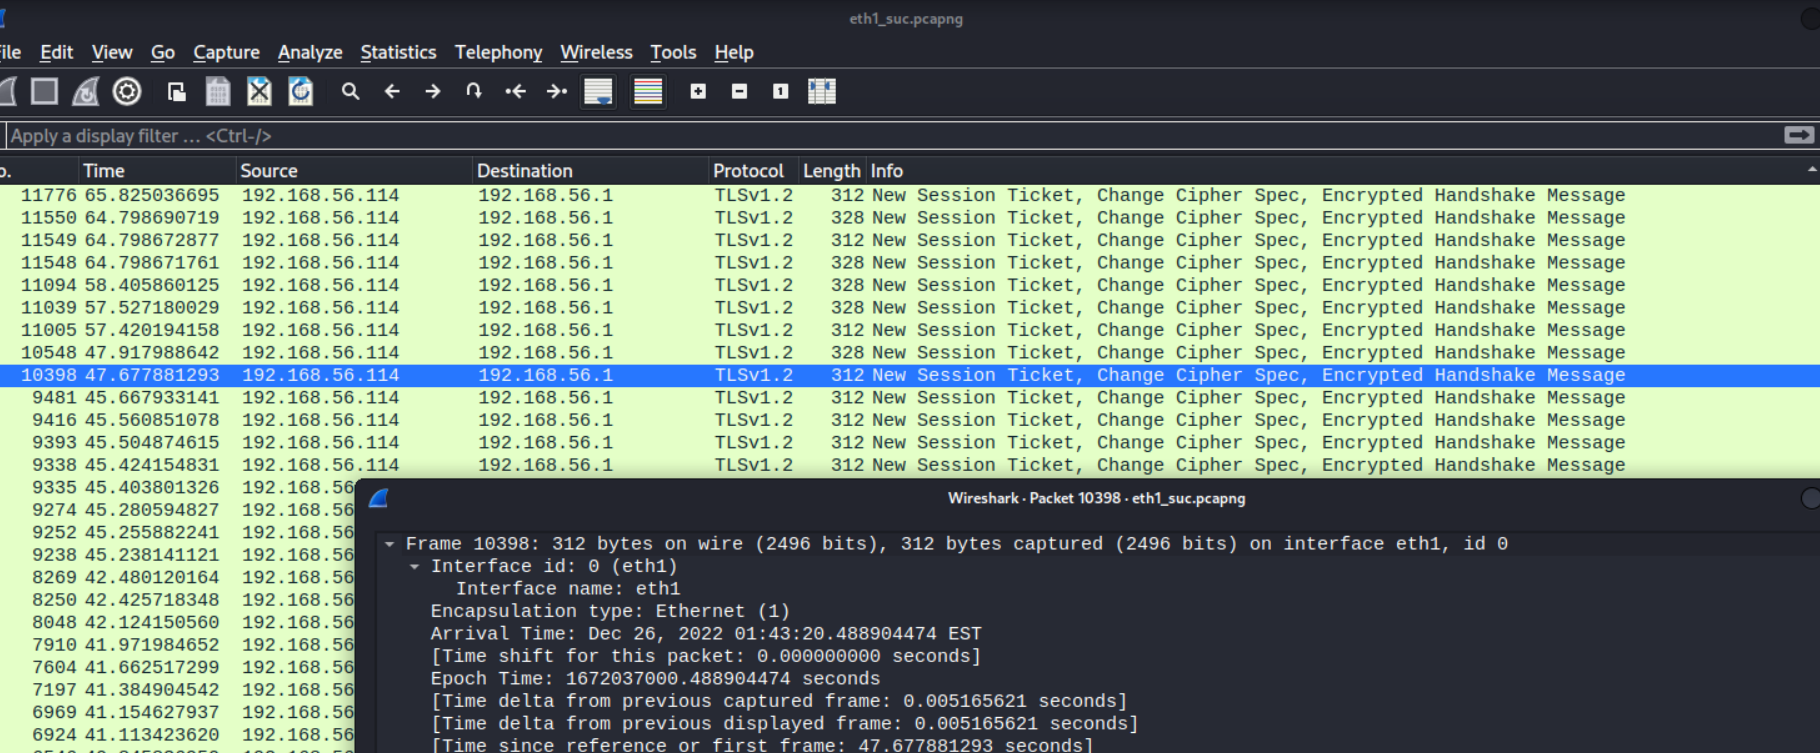 eth1_suc.pcapng
File Edit View Go Capture Analyze Statistics Telephony Wireless Tools Help
Apply a display filter … <Ctrl-/>
o. Time Source Destination Protocol Length Info
11776 65.825036695 192.168.56.114 192.168.56.1 TLSv1.2 312 New Session Ticket, Change Cipher Spec, Encrypted Handshake Message
11550 64.798690719 192.168.56.114 192.168.56.1 TLSv1.2 328 New Session Ticket, Change Cipher Spec, Encrypted Handshake Message
11549 64.798672877 192.168.56.114 192.168.56.1 TLSv1.2 312 New Session Ticket, Change Cipher Spec, Encrypted Handshake Message
11548 64.798671761 192.168.56.114 192.168.56.1 TLSv1.2 328 New Session Ticket, Change Cipher Spec, Encrypted Handshake Message
11094 58.405860125 192.168.56.114 192.168.56.1 TLSv1.2 328 New Session Ticket, Change Cipher Spec, Encrypted Handshake Message
11039 57.527180029 192.168.56.114 192.168.56.1 TLSv1.2 328 New Session Ticket, Change Cipher Spec, Encrypted Handshake Message
11005 57.420194158 192.168.56.114 192.168.56.1 TLSv1.2 312 New Session Ticket, Change Cipher Spec, Encrypted Handshake Message
10548 47.917988642 192.168.56.114 192.168.56.1 TLSv1.2 328 New Session Ticket, Change Cipher Spec, Encrypted Handshake Message
10398 47.677881293 192.168.56.114 192.168.56.1 TLSv1.2 312 New Session Ticket, Change Cipher Spec, Encrypted Handshake Message
9481 45.667933141 192.168.56.114 192.168.56.1 TLSv1.2 312 New Session Ticket, Change Cipher Spec, Encrypted Handshake Message
9416 45.560851078 192.168.56.114 192.168.56.1 TLSv1.2 312 New Session Ticket, Change Cipher Spec, Encrypted Handshake Message
9393 45.504874615 192.168.56.114 192.168.56.1 TLSv1.2 312 New Session Ticket, Change Cipher Spec, Encrypted Handshake Message
9338 45.424154831 192.168.56.114 192.168.56.1 TLSv1.2 312 New Session Ticket, Change Cipher Spec, Encrypted Handshake Message
9335 45.403801326 192.168.56
9274 45.280594827 192.168.56
9252 45.255882241 192.168.56
9238 45.238141121 192.168.56
8269 42.480120164 192.168.56
8250 42.425718348 192.168.56
8048 42.124150560 192.168.56
7910 41.971984652 192.168.56
7604 41.662517299 192.168.56
7197 41.384904542 192.168.56
6969 41.154627937 192.168.56
6924 41.113423620 192.168.56
Wireshark · Packet 10398 · eth1_suc.pcapng
Frame 10398: 312 bytes on wire (2496 bits), 312 bytes captured (2496 bits) on interface eth1, id 0
Interface id: 0 (eth1)
Interface name: eth1
Encapsulation type: Ethernet (1)
Arrival Time: Dec 26, 2022 01:43:20.488904474 EST
[Time shift for this packet: 0.000000000 seconds]
Epoch Time: 1672037000.488904474 seconds
[Time delta from previous captured frame: 0.005165621 seconds]
[Time delta from previous displayed frame: 0.005165621 seconds]
[Time since reference or first frame: 47.677881293 seconds]